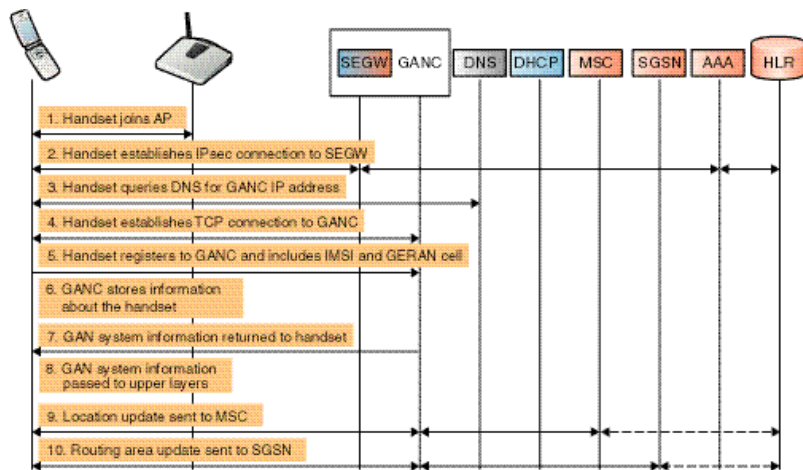 SEGW GANC DNS DHCP MSC SGSN AAA HLR
1. Handset joins AP
2. Handset establishes IPsec connection to SEGW
3. Handset queries DNS for GANC IP address
4. Handset establishes TCP connection to GANC
5. Handset registers to GANC and includes IMSI and GERAN cell
6. GANC stores information
about the handset
7. GAN system information returned to handset
8. GAN system information
passed to upper layers
9. Location update sent to MSC
10. Routing area update sent to SGSN